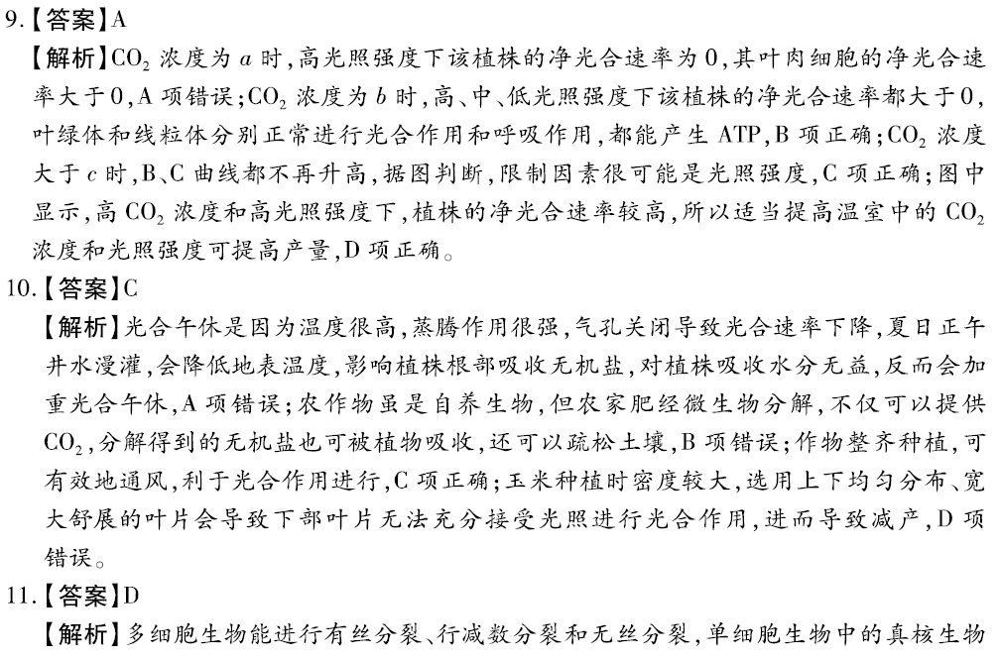 9.【答案】A
【解析】CO₂ 浓度为 a 时,高光照强度下该植株的净光合速率为 0,其叶肉细胞的净光合速
率大于0,A 项错误;CO₂ 浓度为 b 时,高、中、低光照强度下该植株的净光合速率都大于0,
叶绿体和线粒体分别正常进行光合作用和呼吸作用,都能产生 ATP,B 项正确;CO₂ 浓度
大于 c 时,B、C 曲线都不再升高,据图判断,限制因素很可能是光照强度,C 项正确;图中
显示,高 CO₂ 浓度和高光照强度下,植株的净光合速率较高,所以适当提高温室中的 CO₂
浓度和光照强度可提高产量,D 项正确。
10.【答案】C
【解析】光合午休是因为温度很高,蒸腾作用很强,气孔关闭导致光合速率下降,夏日正午
井水漫灌,会降低地表温度,影响植株根部吸收无机盐,对植株吸收水分无益,反而会加
重光合午休,A 项错误;农作物虽是自养生物,但农家肥经微生物分解,不仅可以提供
CO₂,分解得到的无机盐也可被植物吸收,还可以疏松土壤,B 项错误;作物整齐种植,可
有效地通风,利于光合作用进行,C 项正确;玉米种植时密度较大,选用上下均匀分布、宽
大舒展的叶片会导致下部叶片无法充分接受光照进行光合作用,进而导致减产,D 项
错误。
11.【答案】D
【解析】多细胞生物能进行有丝分裂、行减数分裂和无丝分裂,单细胞生物中的真核生物